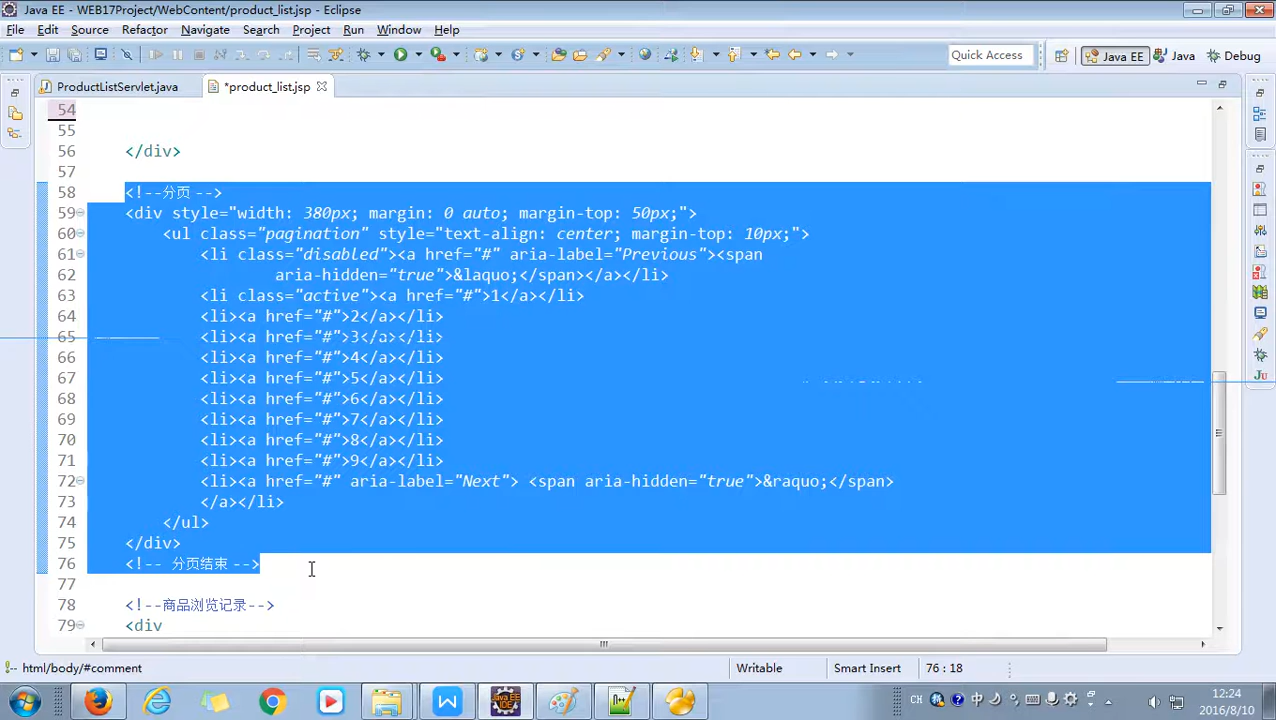 Java EE - WEB17Project/WebContent/product_list.jsp - Eclipse
File Edit Source Refactor Navigate Search Project Run Window Help
Quick Access Java EE Java Debug
ProductListServlet.java *product_list.jsp
54
55
56 </div>
57
58 <!--分页 -->
59 <div style="width: 380px; margin: 0 auto; margin-top: 50px;">
60 <ul class="pagination" style="text-align: center; margin-top: 10px;">
61 <li class="disabled"><a href="#" aria-label="Previous"><span
62 aria-hidden="true">&laquo;</span></a></li>
63 <li class="active"><a href="#">1</a></li>
64 <li><a href="#">2</a></li>
65 <li><a href="#">3</a></li>
66 <li><a href="#">4</a></li>
67 <li><a href="#">5</a></li>
68 <li><a href="#">6</a></li>
69 <li><a href="#">7</a></li>
70 <li><a href="#">8</a></li>
71 <li><a href="#">9</a></li>
72 <li><a href="#" aria-label="Next"> <span aria-hidden="true">&raquo;</span>
73 </a></li>
74 </ul>
75 </div>
76 <!-- 分页结束 -->
77
78 <!--商品浏览记录-->
79 <div
html/body/#comment Writable Smart Insert 76 : 18
CH 中 12:24
2016/8/10